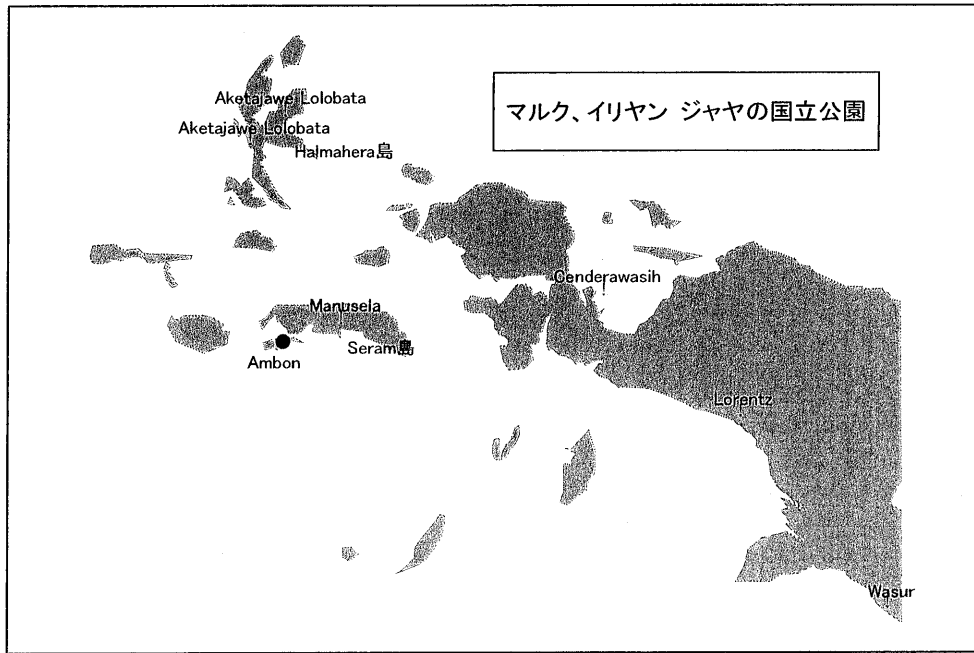 マルク、イリヤン ジャヤの国立公園
Aketajawe Lolobata
Aketajawe Lolobata
Halmahera島
Cenderawasih
Manusela
Seram島
Ambon
Lorentz
Wasur